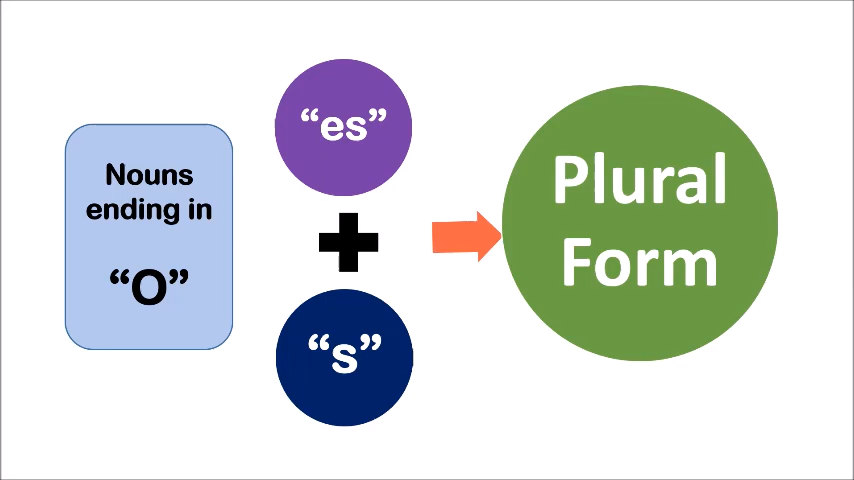 Nouns
ending in
“O”
“es”
“s”
Plural
Form